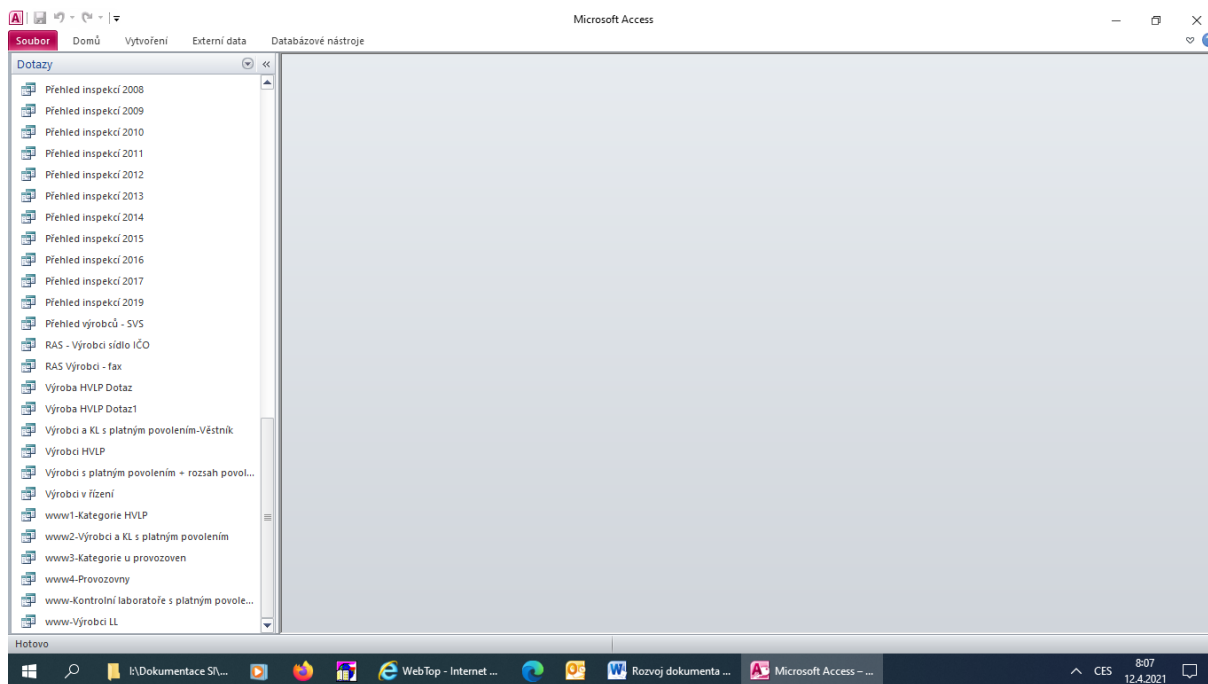 Microsoft Access
Soubor Domů Vytvoření Externí data Databázové nástroje
Dotazy
Přehled inspekcí 2008
Přehled inspekcí 2009
Přehled inspekcí 2010
Přehled inspekcí 2011
Přehled inspekcí 2012
Přehled inspekcí 2013
Přehled inspekcí 2014
Přehled inspekcí 2015
Přehled inspekcí 2016
Přehled inspekcí 2017
Přehled inspekcí 2019
Přehled výrobců - SVS
RAS - Výrobci sídlo IČO
RAS Výrobci - fax
Výroba HVLP Dotaz
Výroba HVLP Dotaz1
Výrobci a KL s platným povolením-Věstník
Výrobci HVLP
Výrobci s platným povolením + rozsah povol...
Výrobci v řízení
www1-Kategorie HVLP
www2-Výrobci a KL s platným povolením
www3-Kategorie u provozoven
www4-Provozovny
www-Kontrolní laboratoře s platným povole...
www-Výrobci LL
Hotovo
I:\Dokumentace SI\... WebTop - Internet ... Rozvoj dokumenta ... Microsoft Access – ... CES 8:07
12.4.2021